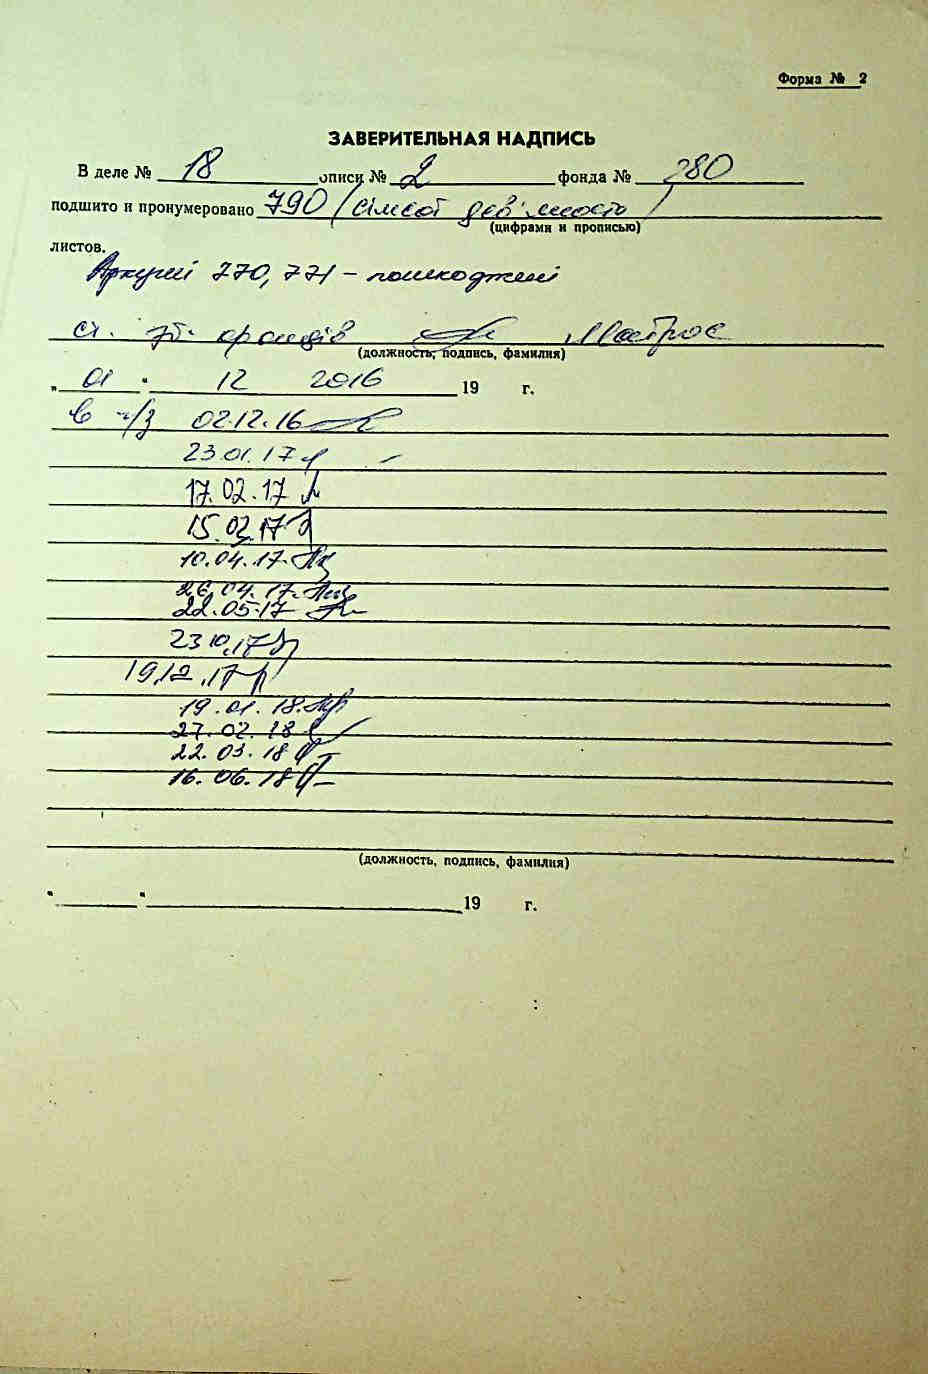 Форма № 2
ЗАВЕРИТЕЛЬНАЯ НАДПИСЬ
В деле № 18 описи № 2 фонда № 280
подшито и пронумеровано 790 (сімсот дев'яносто)
(цифрами и прописью)
листов.
Аркуші 770, 771 - пошкоджені
ст. зб. фондів Матрос
(должность, подпись, фамилия)
„ 01 " 12 2016 19 г.
в ч/з 02.12.16
23.01.17
17.02.17
15.03.17
10.04.17.
26.04.17.
22.05.17
23.10.17
19.12.17
19.01.18.
27.02.18
22.03.18
16.06.18
(должность, подпись, фамилия)
" " 19 г.